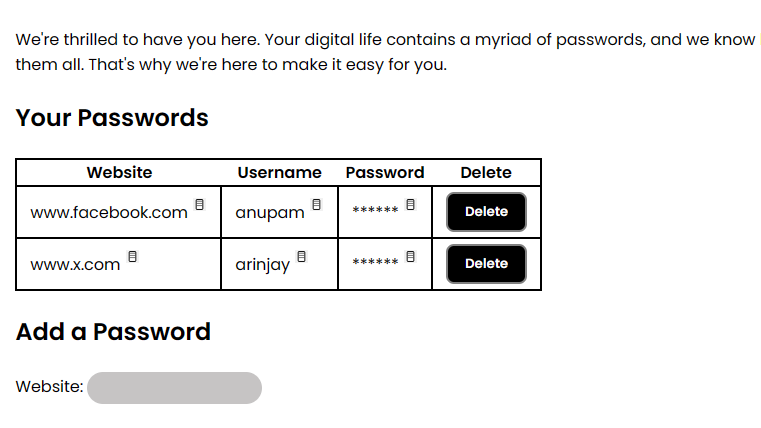 We're thrilled to have you here. Your digital life contains a myriad of passwords, and we know
them all. That's why we're here to make it easy for you.
Your Passwords
Website Username Password Delete
www.facebook.com anupam ****** Delete
www.x.com arinjay ****** Delete
Add a Password
Website: